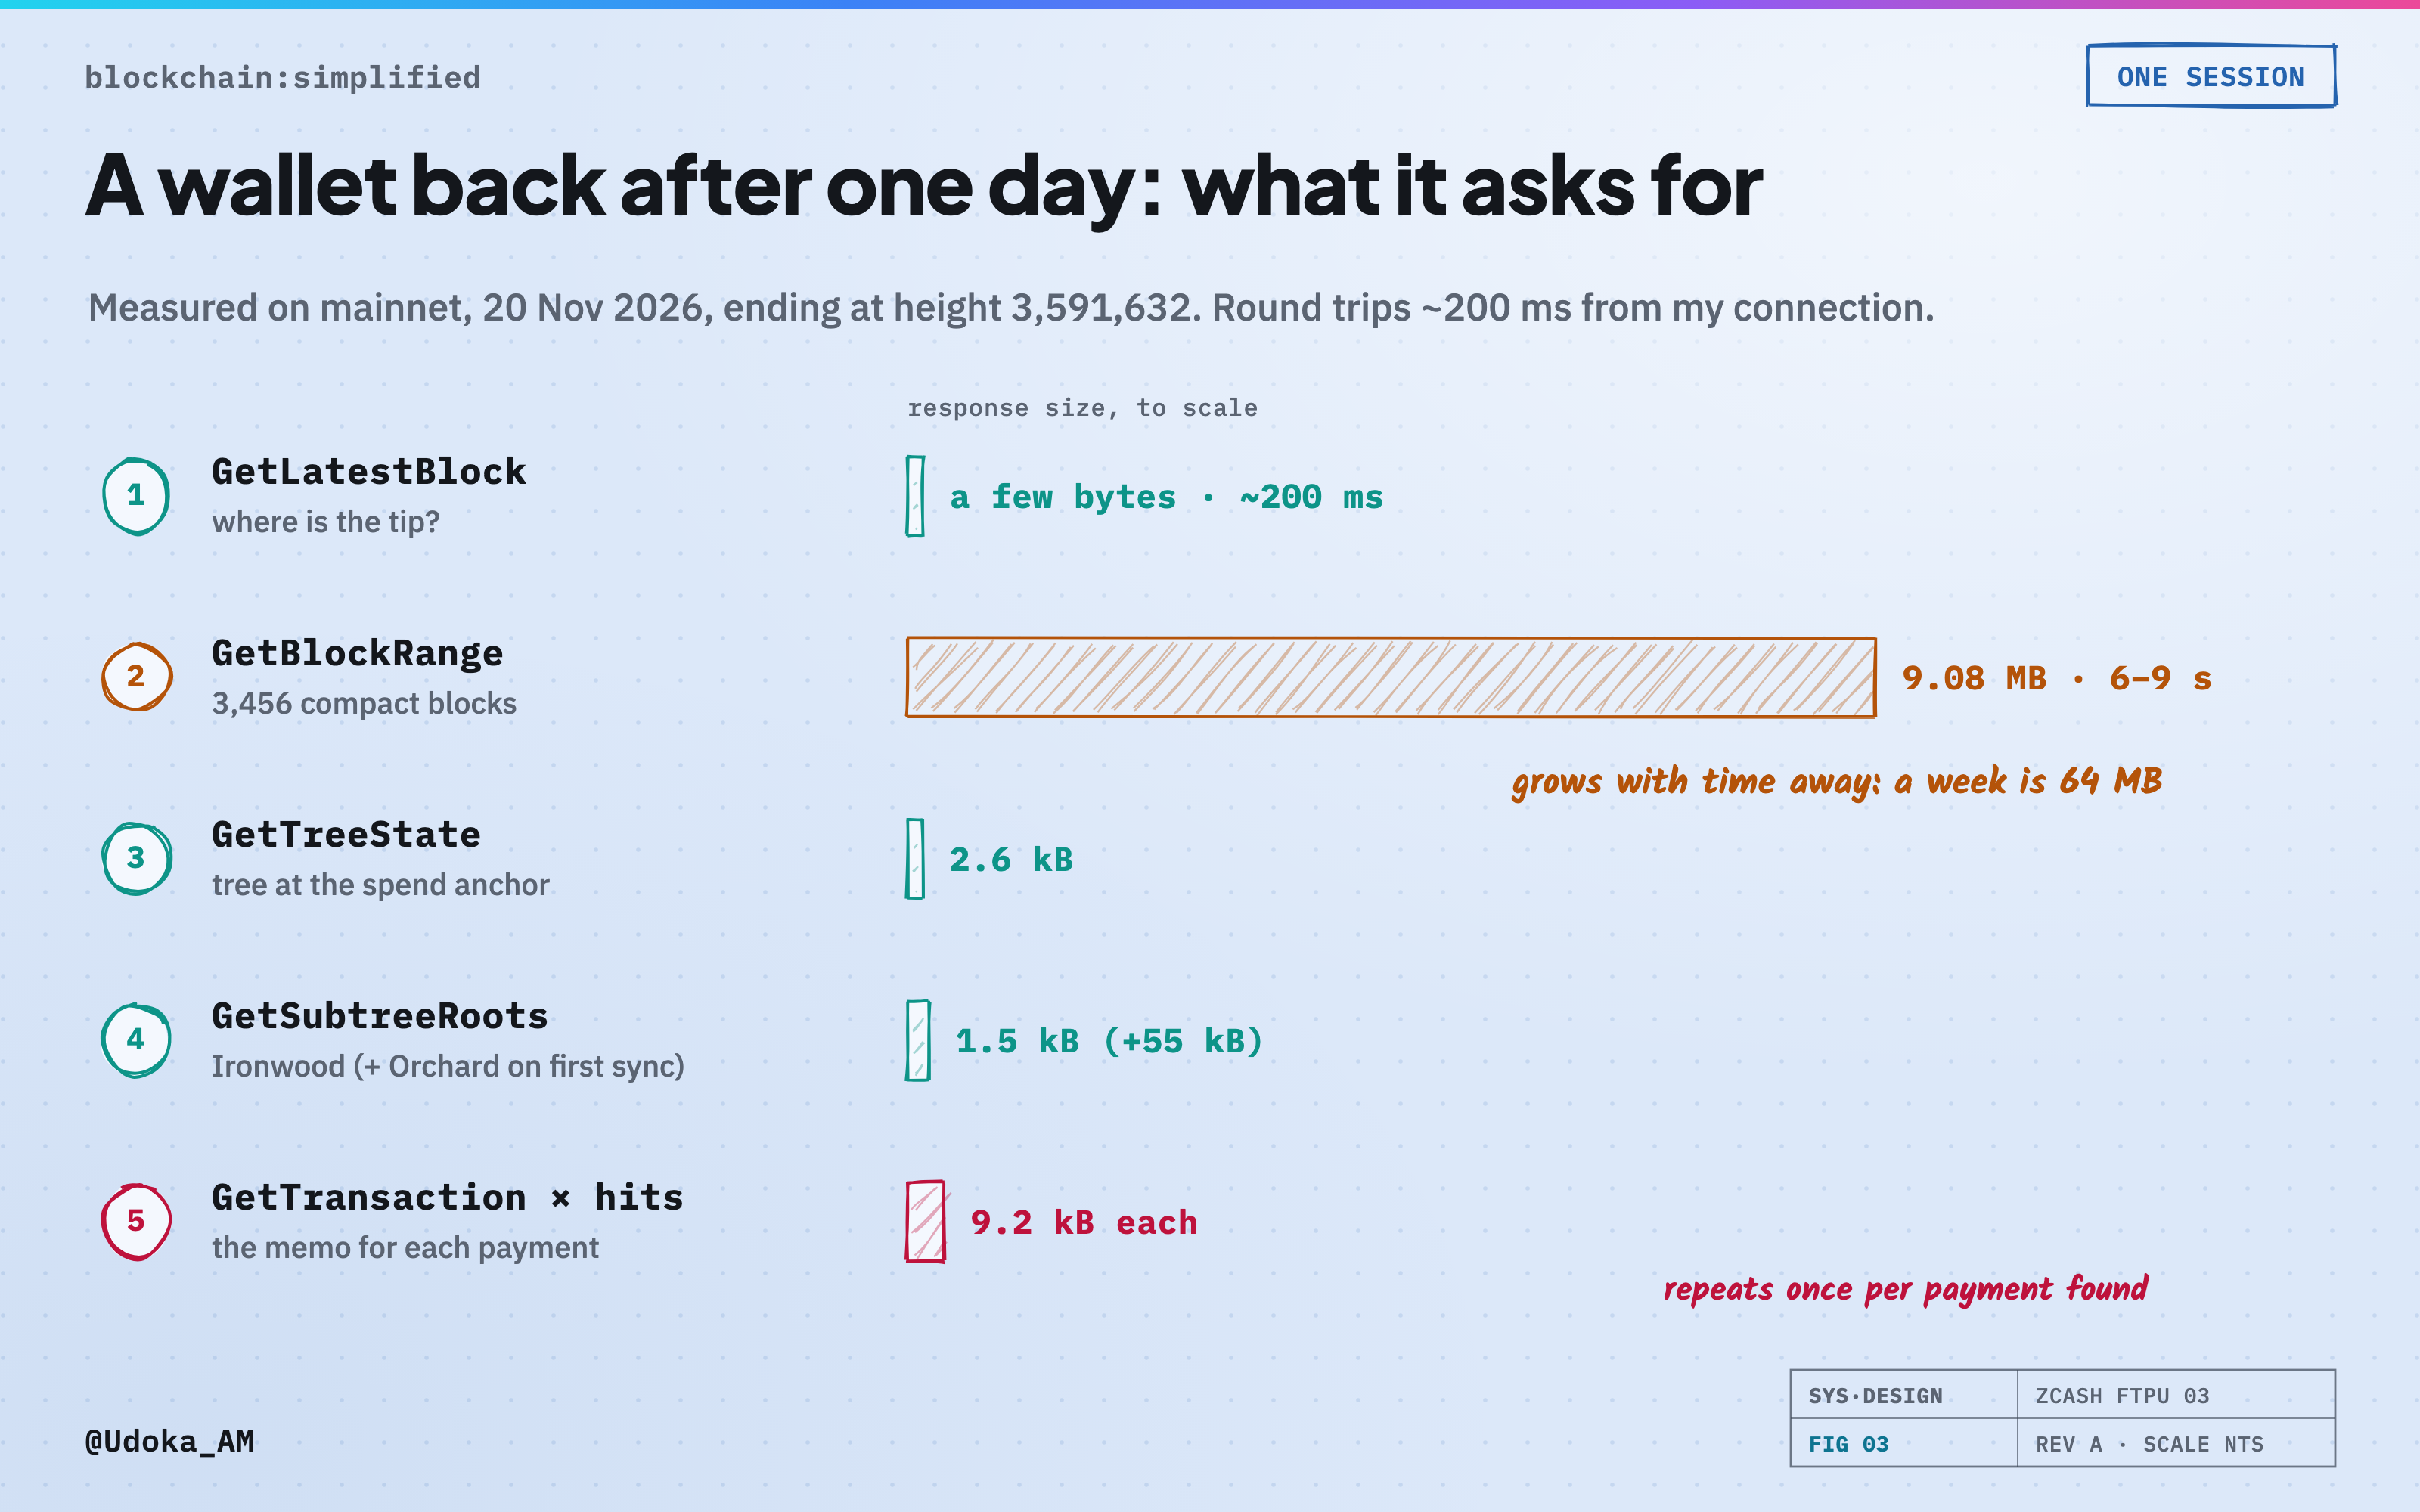 blockchain:simplified
ONE SESSION
A wallet back after one day: what it asks for
Measured on mainnet, 20 Nov 2026, ending at height 3,591,632. Round trips ~200 ms from my connection.
response size, to scale
1
GetLatestBlock
where is the tip?
a few bytes · ~200 ms
2
GetBlockRange
3,456 compact blocks
9.08 MB · 6–9 s
grows with time away: a week is 64 MB
3
GetTreeState
tree at the spend anchor
2.6 kB
4
GetSubtreeRoots
Ironwood (+ Orchard on first sync)
1.5 kB (+55 kB)
5
GetTransaction × hits
the memo for each payment
9.2 kB each
repeats once per payment found
SYS·DESIGN
ZCASH FTPU 03
FIG 03
REV A · SCALE NTS
@Udoka_AM